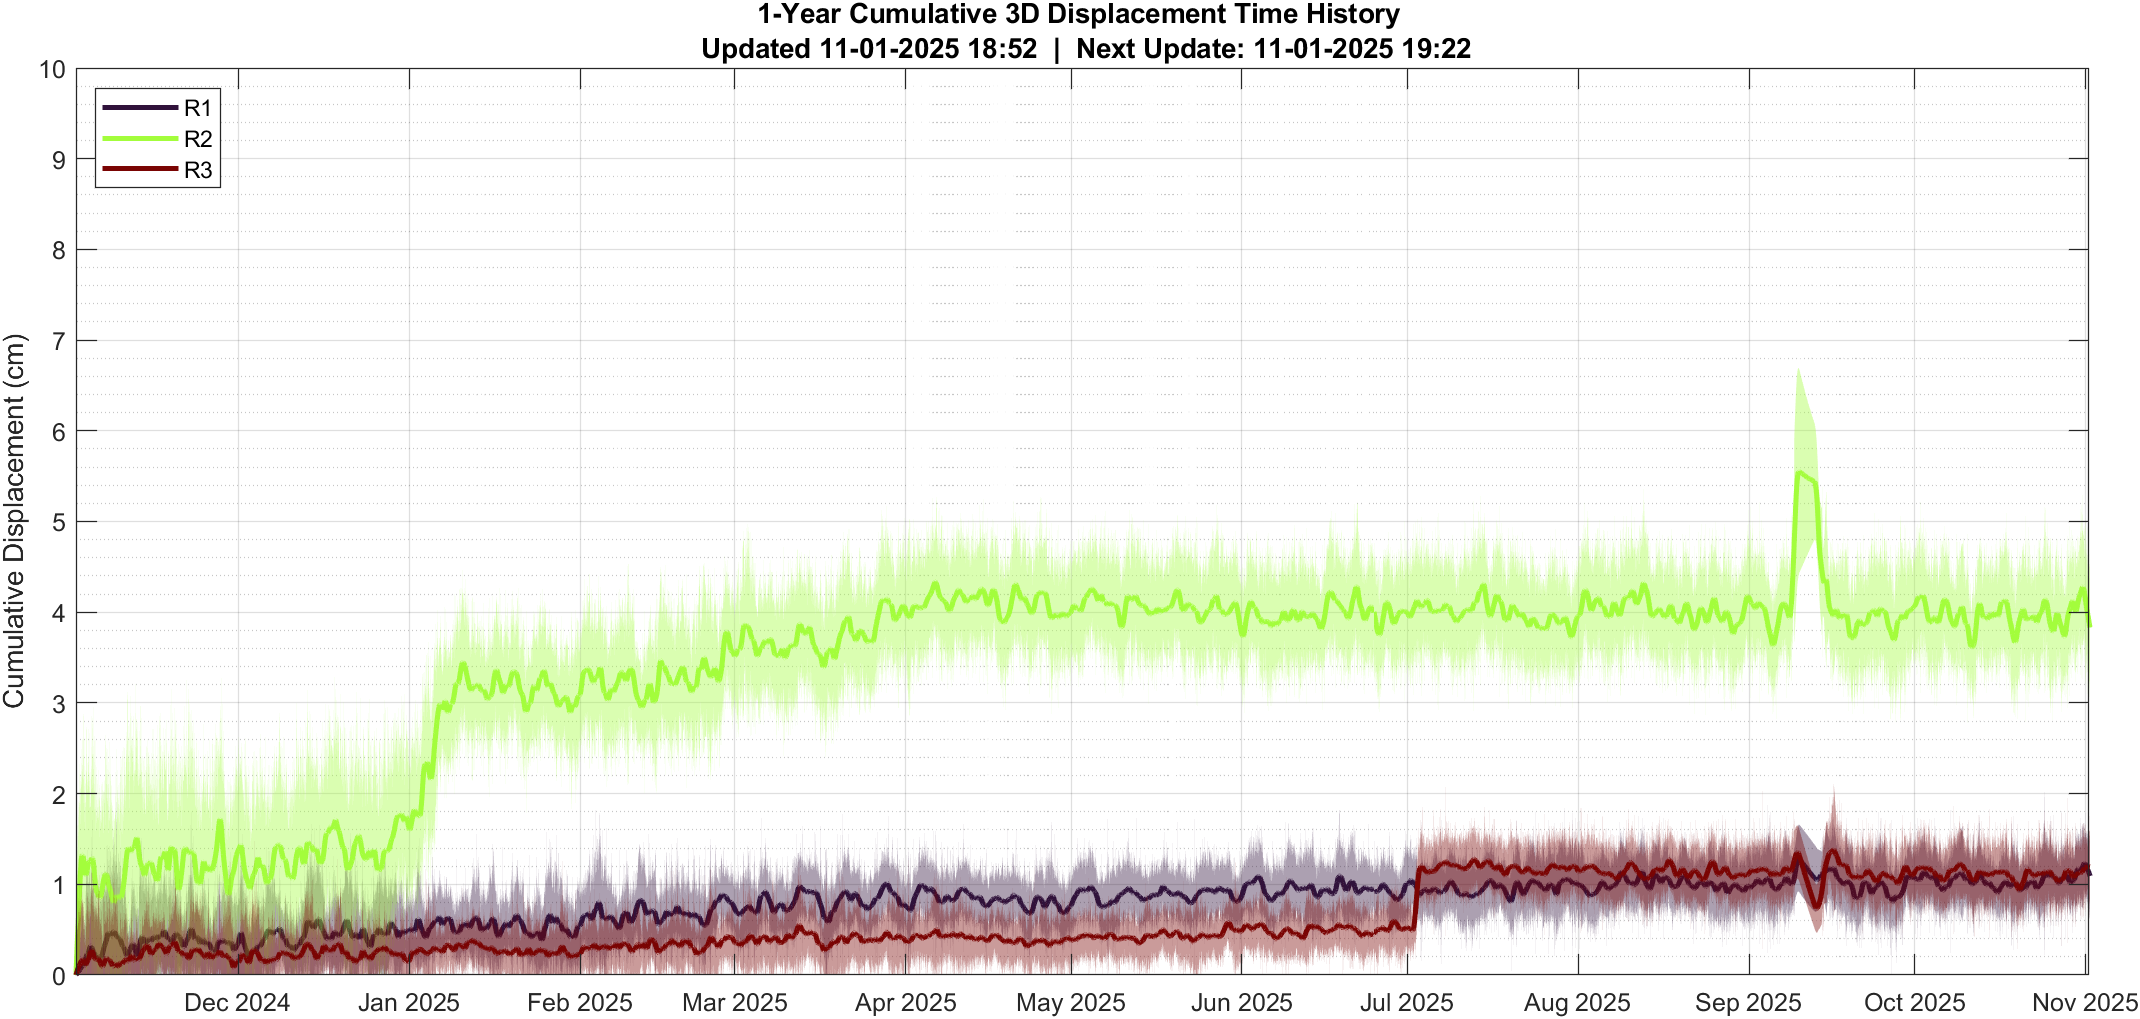 1-Year Cumulative 3D Displacement Time History
Updated 11-01-2025 18:52 | Next Update: 11-01-2025 19:22
R1
R2
R3
Cumulative Displacement (cm)
10
9
8
7
6
5
4
3
2
1
0
Dec 2024 Jan 2025 Feb 2025 Mar 2025 Apr 2025 May 2025 Jun 2025 Jul 2025 Aug 2025 Sep 2025 Oct 2025 Nov 2025